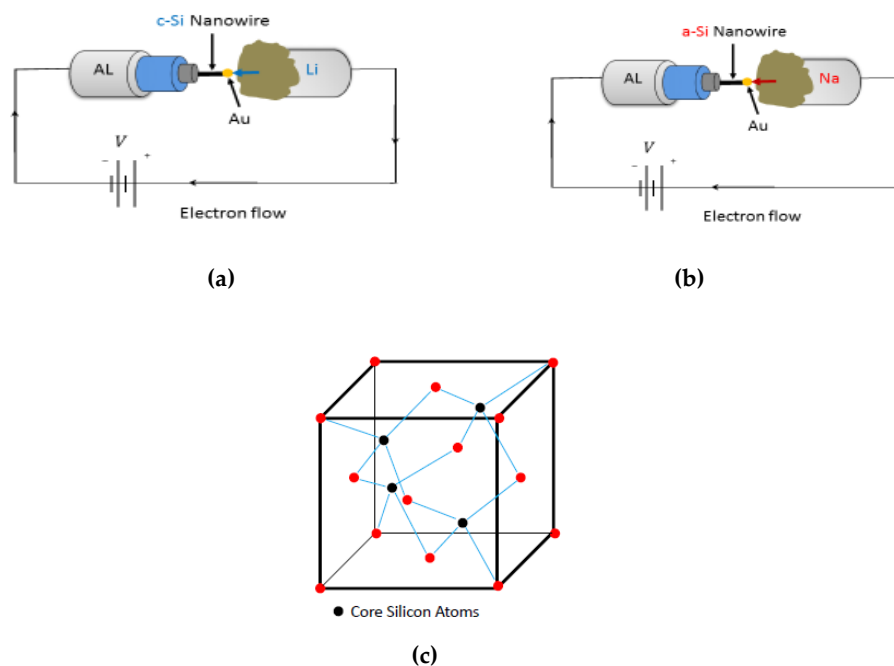 c-Si Nanowire
AL
Li
Au
V
− +
Electron flow
(a)
a-Si Nanowire
AL
Na
Au
V
− +
Electron flow
(b)
Core Silicon Atoms
(c)